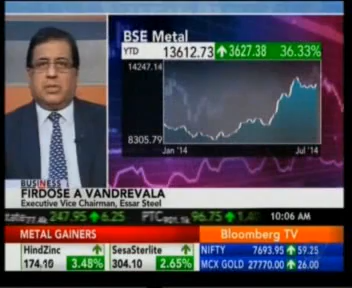 BSE Metal
YTD 13612.73 3627.38 36.33%
14247.14
8305.79
Jan '14 Jul '14
BUSINESS
FIRDOSE A VANDREVALA
Executive Vice Chairman, Essar Steel
247.95 6.25 PTC 96.75 10:06 AM
METAL GAINERS Bloomberg TV
HindZinc SesaSterlite NIFTY 7693.95 59.25
174.10 3.48% 304.10 2.65% MCX GOLD 27770.00 26.00